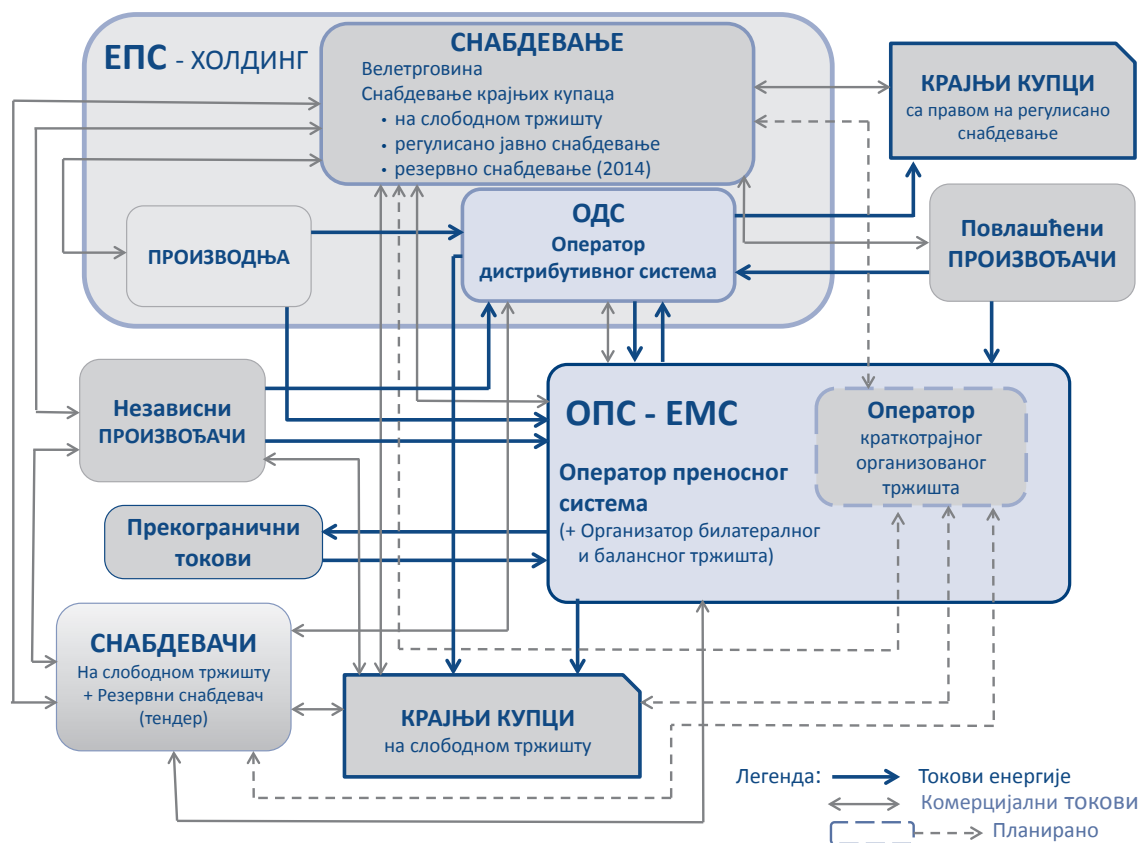 ЕПС - ХОЛДИНГ
СНАБДЕВАЊЕ
Велетрговина
Снабдевање крајњих купаца
• на слободном тржишту
• регулисано јавно снабдевање
• резервно снабдевање (2014)
КРАЈЊИ КУПЦИ
са правом на регулисано
снабдевање
ПРОИЗВОДЊА
ОДС
Оператор
дистрибутивног система
Повлашћени
ПРОИЗВОЂАЧИ
Независни
ПРОИЗВОЂАЧИ
ОПС - ЕМС
Оператор преносног
система
(+ Организатор билатералног
и балансног тржишта)
Оператор
краткотрајног
организованог
тржишта
Прекогранични
токови
СНАБДЕВАЧИ
На слободном тржишту
+ Резервни снабдевач
(тендер)
КРАЈЊИ КУПЦИ
на слободном тржишту
Легенда:
Токови енергије
Комерцијални токови
Планирано